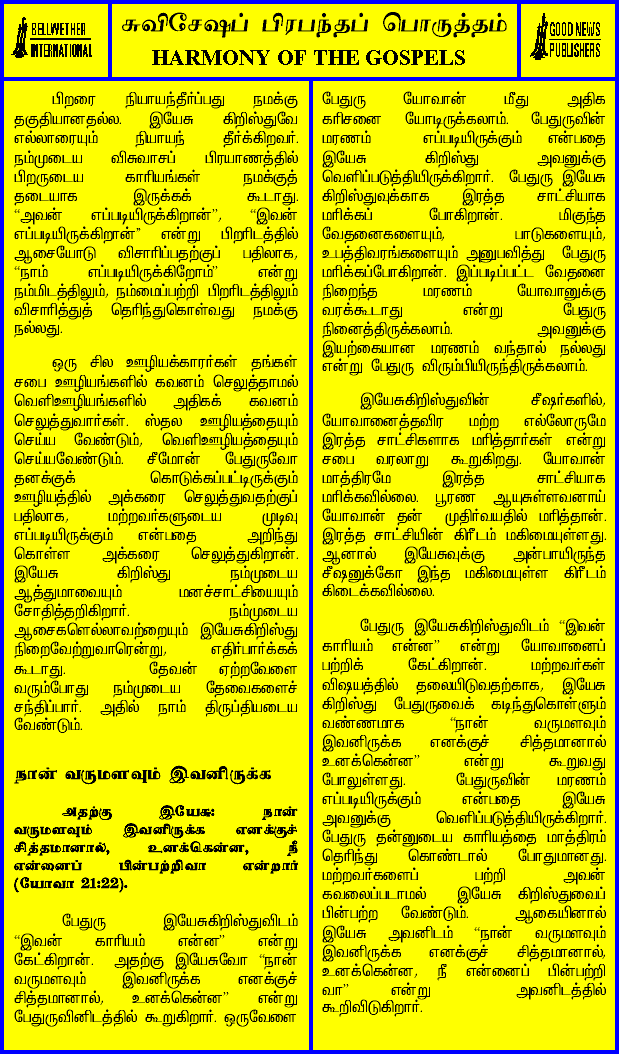 BELLWETHER
INTERNATIONAL
சுவிசேஷப் பிரபந்தப் பொருத்தம்
HARMONY OF THE GOSPELS
GOOD NEWS
PUBLISHERS
பிறரை நியாயந்தீர்ப்பது நமக்கு
தகுதியானதல்ல. இயேசு கிறிஸ்துவே
எல்லாரையும் நியாயந் தீர்க்கிறவர்.
நம்முடைய விசுவாசப் பிரயாணத்தில்
பிறருடைய காரியங்கள் நமக்குத்
தடையாக இருக்கக் கூடாது.
“அவன் எப்படியிருக்கிறான்”, “இவன்
எப்படியிருக்கிறான்” என்று பிறரிடத்தில்
ஆசையோடு விசாரிப்பதற்குப் பதிலாக,
“நாம் எப்படியிருக்கிறோம்” என்று
நம்மிடத்திலும், நம்மைப்பற்றி பிறரிடத்திலும்
விசாரித்துத் தெரிந்துகொள்வது நமக்கு
நல்லது.
ஒரு சில ஊழியக்காரர்கள் தங்கள்
சபை ஊழியங்களில் கவனம் செலுத்தாமல்
வெளிஊழியங்களில் அதிகக் கவனம்
செலுத்துவார்கள். ஸ்தல ஊழியத்தையும்
செய்ய வேண்டும், வெளிஊழியத்தையும்
செய்யவேண்டும். சீமோன் பேதுருவோ
தனக்குக் கொடுக்கப்பட்டிருக்கும்
ஊழியத்தில் அக்கரை செலுத்துவதற்குப்
பதிலாக, மற்றவர்களுடைய முடிவு
எப்படியிருக்கும் என்பதை அறிந்து
கொள்ள அக்கரை செலுத்துகிறான்.
இயேசு கிறிஸ்து நம்முடைய
ஆத்துமாவையும் மனச்சாட்சியையும்
சோதித்தறிகிறார். நம்முடைய
ஆசைகளெல்லாவற்றையும் இயேசுகிறிஸ்து
நிறைவேற்றுவாரென்று, எதிர்பார்க்கக்
கூடாது. தேவன் ஏற்றவேளை
வரும்போது நம்முடைய தேவைகளைச்
சந்திப்பார். அதில் நாம் திருப்தியடைய
வேண்டும்.
நான் வருமளவும் இவனிருக்க
அதற்கு இயேசு: நான்
வருமளவும் இவனிருக்க எனக்குச்
சித்தமானால், உனக்கென்ன, நீ
என்னைப் பின்பற்றிவா என்றார்
(யோவா 21:22).
பேதுரு இயேசுகிறிஸ்துவிடம்
“இவன் காரியம் என்ன” என்று
கேட்கிறான். அதற்கு இயேசுவோ “நான்
வருமளவும் இவனிருக்க எனக்குச்
சித்தமானால், உனக்கென்ன” என்று
பேதுருவினிடத்தில் கூறுகிறார். ஒருவேளை
பேதுரு யோவான் மீது அதிக
கரிசனை யோடிருக்கலாம். பேதுருவின்
மரணம் எப்படியிருக்கும் என்பதை
இயேசு கிறிஸ்து அவனுக்கு
வெளிப்படுத்தியிருக்கிறார். பேதுரு இயேசு
கிறிஸ்துவுக்காக இரத்த சாட்சியாக
மரிக்கப் போகிறான். மிகுந்த
வேதனைகளையும், பாடுகளையும்,
உபத்திவரங்களையும் அனுபவித்து பேதுரு
மரிக்கப்போகிறான். இப்படிப்பட்ட வேதனை
நிறைந்த மரணம் யோவானுக்கு
வரக்கூடாது என்று பேதுரு
நினைத்திருக்கலாம். அவனுக்கு
இயற்கையான மரணம் வந்தால் நல்லது
என்று பேதுரு விரும்பியிருந்திருக்கலாம்.
இயேசுகிறிஸ்துவின் சீஷர்களில்,
யோவானைத்தவிர மற்ற எல்லோருமே
இரத்த சாட்சிகளாக மரித்தார்கள் என்று
சபை வரலாறு கூறுகிறது. யோவான்
மாத்திரமே இரத்த சாட்சியாக
மரிக்கவில்லை. பூரண ஆயுசுள்ளவனாய்
யோவான் தன் முதிர்வயதில் மரித்தான்.
இரத்த சாட்சியின் கிரீடம் மகிமையுள்ளது.
ஆனால் இயேசுவுக்கு அன்பாயிருந்த
சீஷனுக்கோ இந்த மகிமையுள்ள கிரீடம்
கிடைக்கவில்லை.
பேதுரு இயேசுகிறிஸ்துவிடம் “இவன்
காரியம் என்ன” என்று யோவானைப்
பற்றிக் கேட்கிறான். மற்றவர்கள்
விஷயத்தில் தலையிடுவதற்காக, இயேசு
கிறிஸ்து பேதுருவைக் கடிந்துகொள்ளும்
வண்ணமாக “நான் வருமளவும்
இவனிருக்க எனக்குச் சித்தமானால்
உனக்கென்ன” என்று கூறுவது
போலுள்ளது. பேதுருவின் மரணம்
எப்படியிருக்கும் என்பதை இயேசு
அவனுக்கு வெளிப்படுத்தியிருக்கிறார்.
பேதுரு தன்னுடைய காரியத்தை மாத்திரம்
தெரிந்து கொண்டால் போதுமானது.
மற்றவர்களைப் பற்றி அவன்
கவலைப்படாமல் இயேசு கிறிஸ்துவைப்
பின்பற்ற வேண்டும். ஆகையினால்
இயேசு அவனிடம் “நான் வருமளவும்
இவனிருக்க எனக்குச் சித்தமானால்,
உனக்கென்ன, நீ என்னைப் பின்பற்றி
வா” என்று அவனிடத்தில்
கூறிவிடுகிறார்.